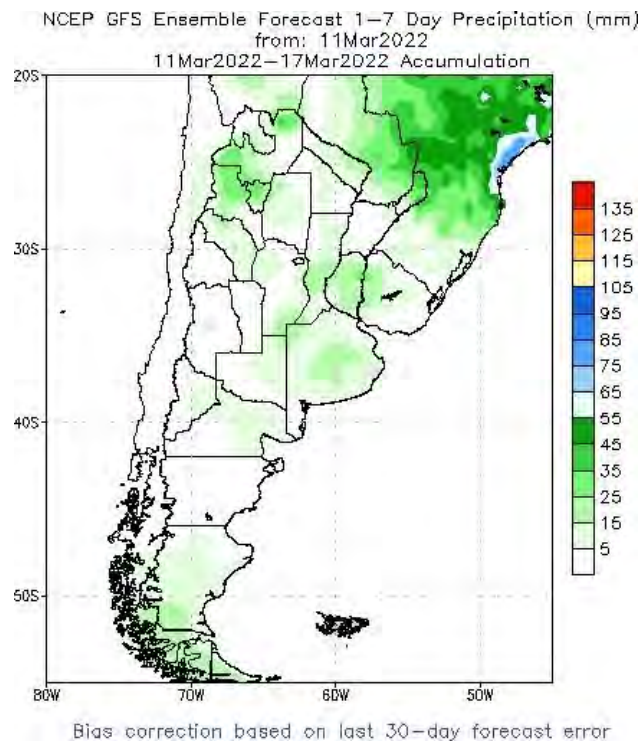 NCEP GFS Ensemble Forecast 1–7 Day Precipitation (mm)
from: 11Mar2022
11Mar2022–17Mar2022 Accumulation
20S
30S
40S
50S
80W
70W
60W
50W
135
125
115
105
95
85
75
65
55
45
35
25
15
5
Bias correction based on last 30–day forecast error